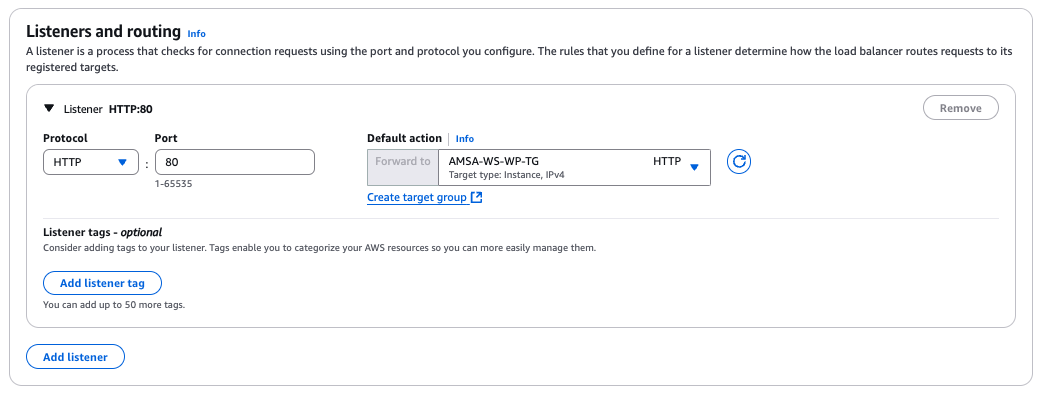 Listeners and routing Info
A listener is a process that checks for connection requests using the port and protocol you configure. The rules that you define for a listener determine how the load balancer routes requests to its
registered targets.
Listener HTTP:80
Remove
Protocol Port Default action Info
HTTP : 80 Forward to AMSA-WS-WP-TG HTTP
Target type: Instance, IPv4
1-65535
Create target group
Listener tags - optional
Consider adding tags to your listener. Tags enable you to categorize your AWS resources so you can more easily manage them.
Add listener tag
You can add up to 50 more tags.
Add listener